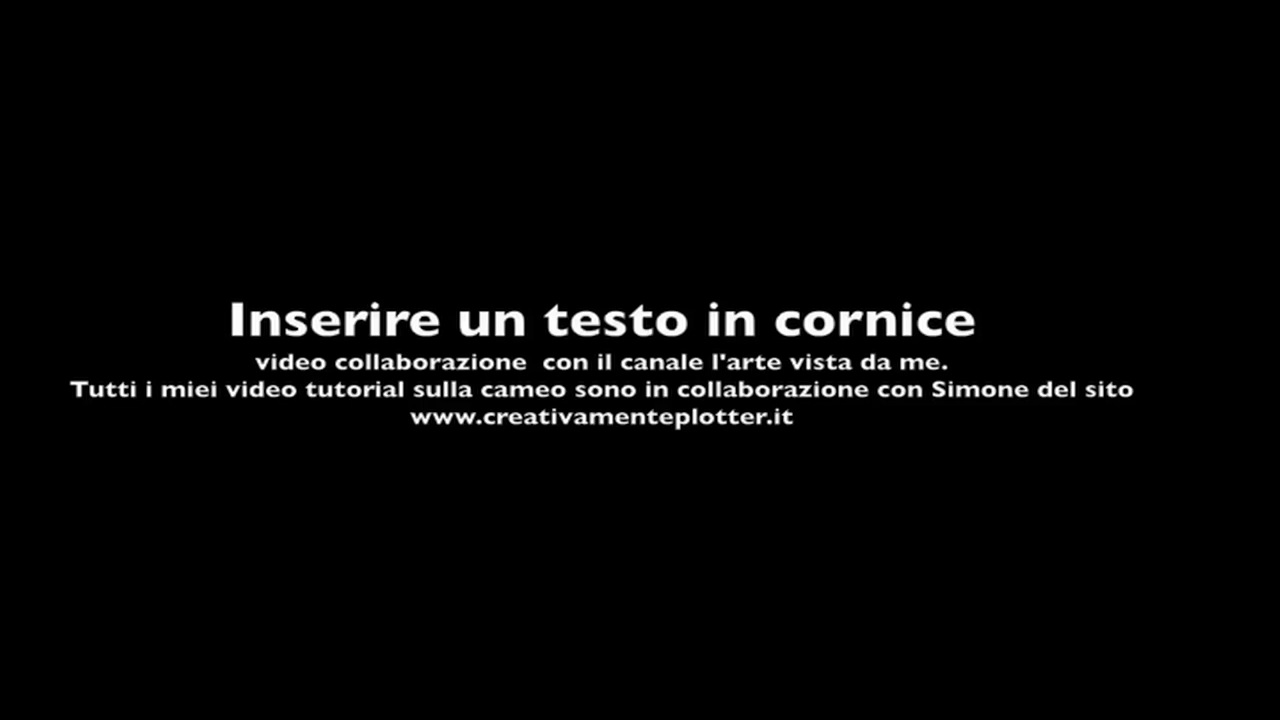 Inserire un testo in cornice
video collaborazione  con il canale l'arte vista da me.
Tutti i miei video tutorial sulla cameo sono in collaborazione con Simone del sito
www.creativamenteplotter.it